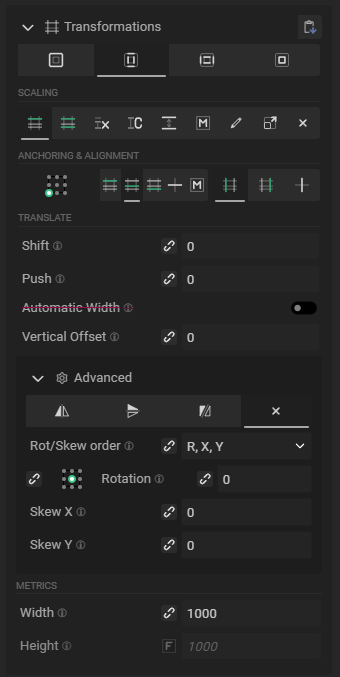 Transformations
SCALING
X C M
ANCHORING & ALIGNMENT
M
TRANSLATE
Shift 0
Push 0
Automatic Width
Vertical Offset 0
Advanced
Rot/Skew order R, X, Y
Rotation 0
Skew X 0
Skew Y 0
METRICS
Width 1000
Height F 1000